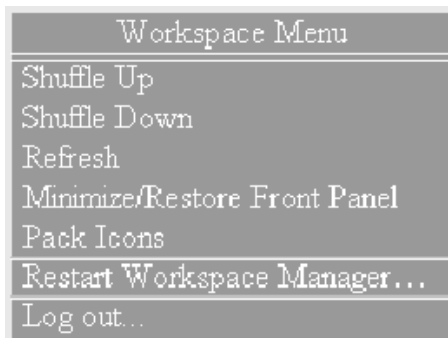 Workspace Menu
Shuffle Up
Shuffle Down
Refresh
Minimize/Restore Front Panel
Pack Icons
Restart Workspace Manager...
Log out...